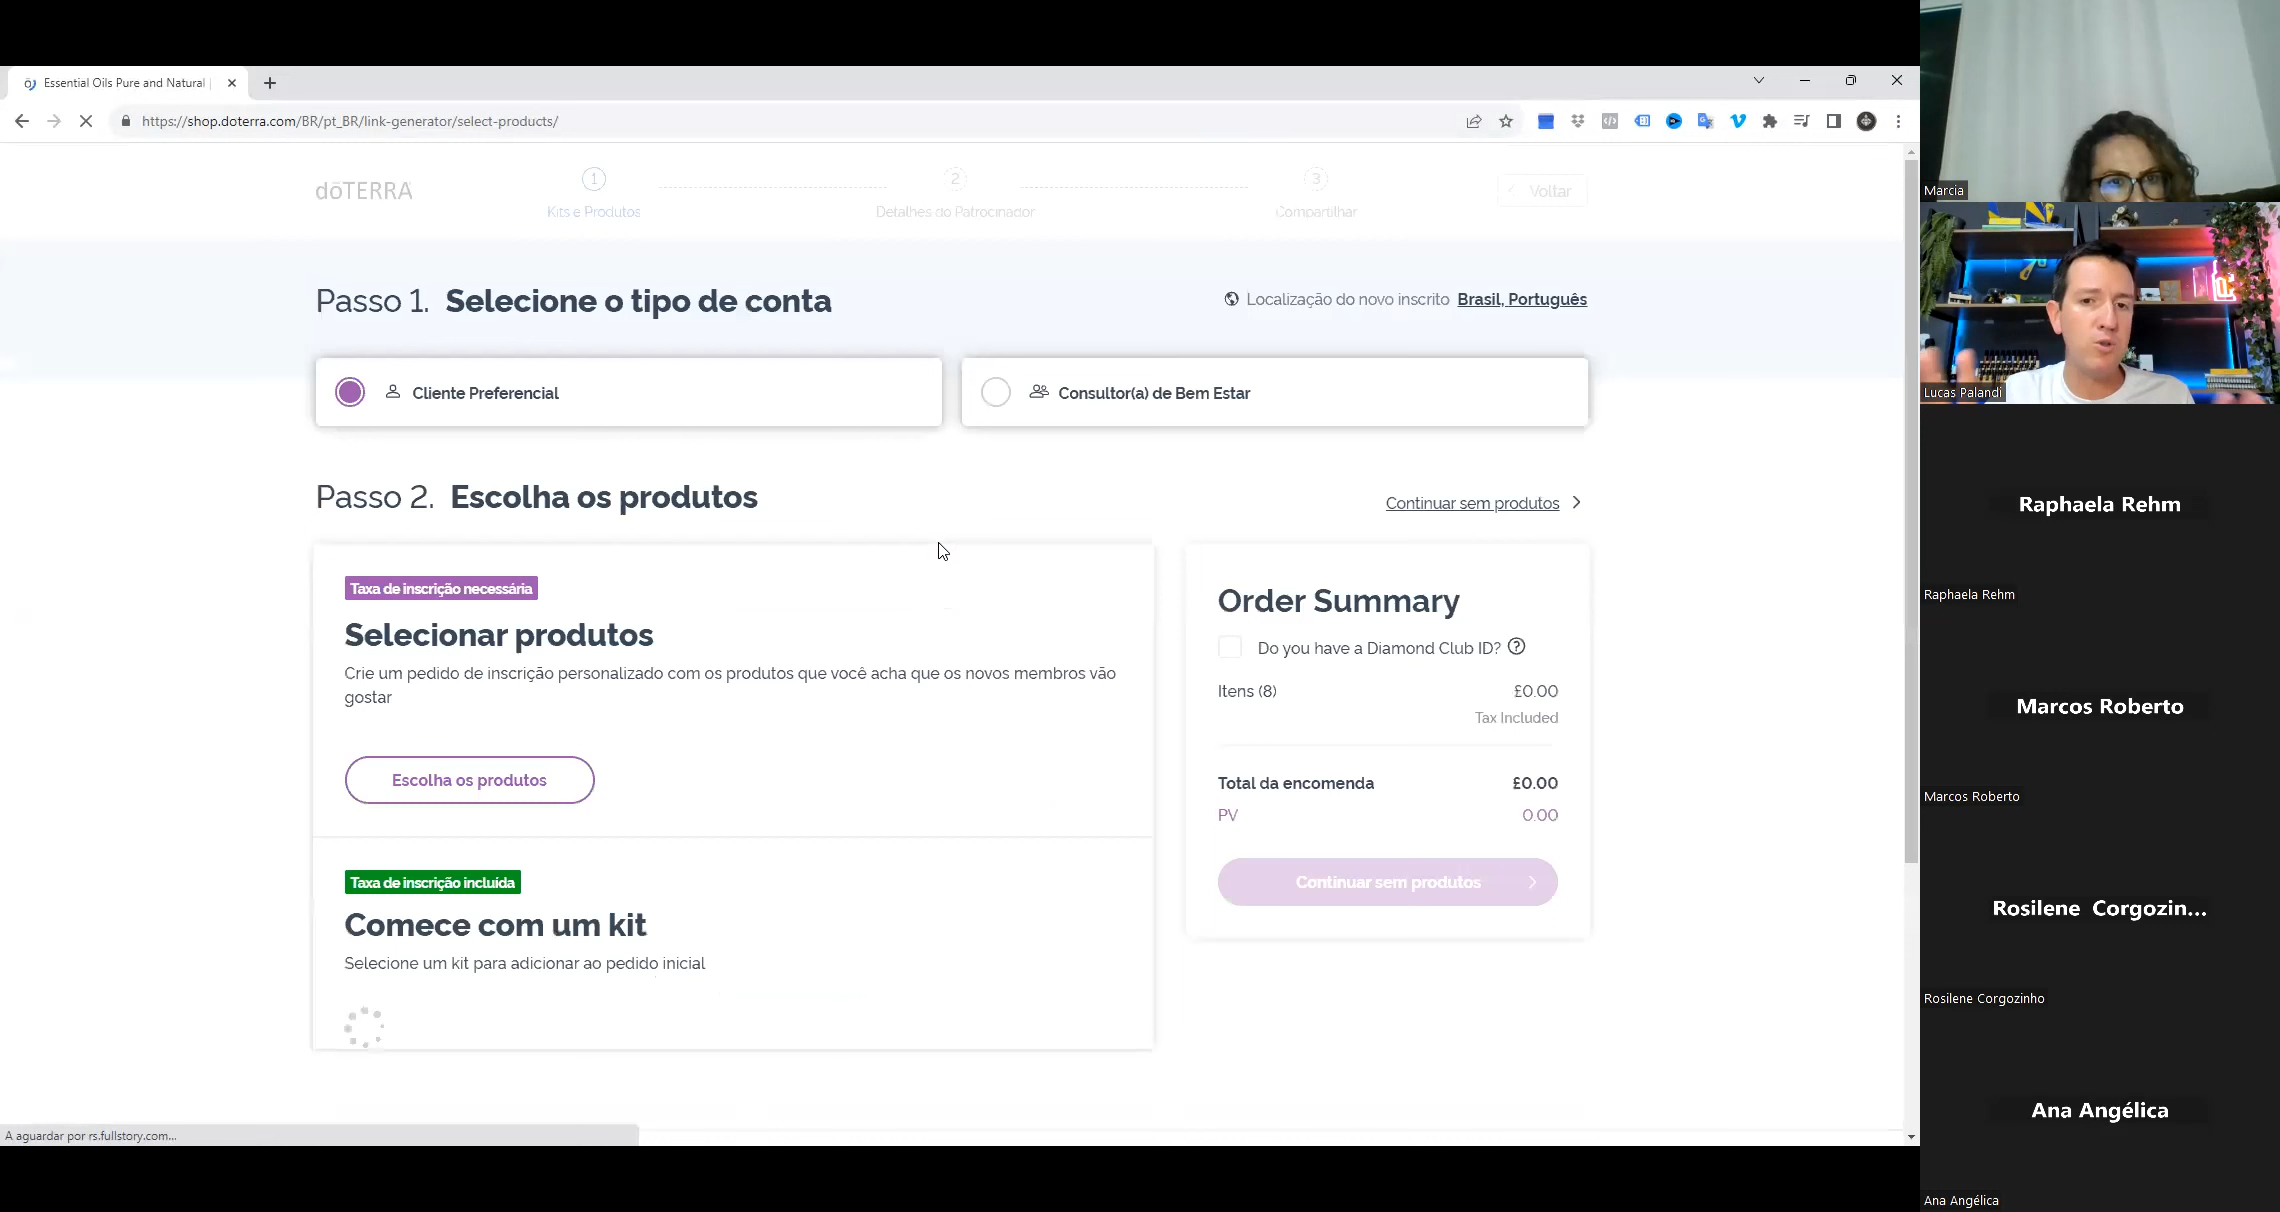 Essential Oils Pure and Natural |
https://shop.doterra.com/BR/pt_BR/link-generator/select-products/
dōTERRA
1
Kits e Produtos
2
Detalhes do Patrocinador
3
Compartilhar
Voltar
Passo 1. Selecione o tipo de conta
Localização do novo inscrito Brasil, Português
Cliente Preferencial
Consultor(a) de Bem Estar
Passo 2. Escolha os produtos
Continuar sem produtos
Taxa de inscrição necessária
Selecionar produtos
Crie um pedido de inscrição personalizado com os produtos que você acha que os novos membros vão
gostar
Escolha os produtos
Taxa de inscrição incluída
Comece com um kit
Selecione um kit para adicionar ao pedido inicial
Order Summary
Do you have a Diamond Club ID?
Itens (8) £0.00
Tax Included
Total da encomenda £0.00
PV 0.00
Continuar sem produtos
A aguardar por rs.fullstory.com...
Marcia
Lucas Palandi
Raphaela Rehm
Raphaela Rehm
Marcos Roberto
Marcos Roberto
Rosilene Corgozin...
Rosilene Corgozinho
Ana Angélica
Ana Angélica